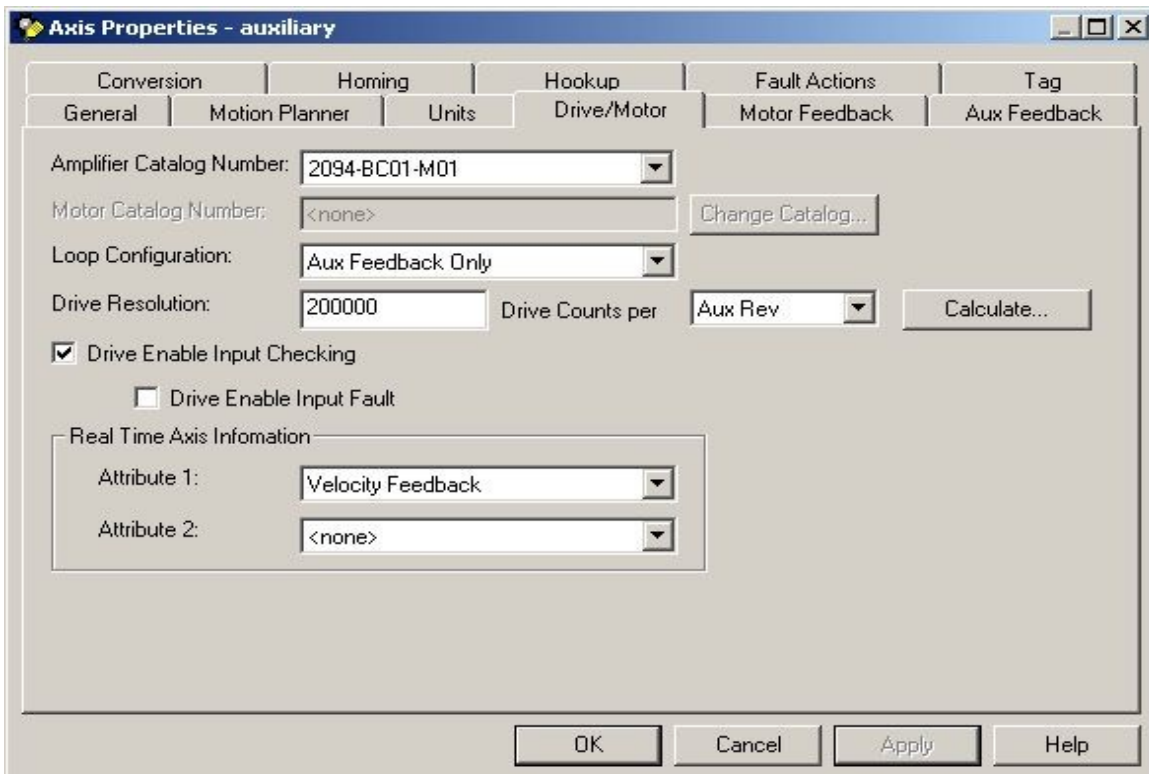 Axis Properties - auxiliary
Conversion Homing Hookup Fault Actions Tag
General Motion Planner Units Drive/Motor Motor Feedback Aux Feedback
Amplifier Catalog Number: 2094-BC01-M01
Motor Catalog Number: <none> Change Catalog...
Loop Configuration: Aux Feedback Only
Drive Resolution: 200000 Drive Counts per Aux Rev Calculate...
Drive Enable Input Checking
Drive Enable Input Fault
Real Time Axis Infomation
Attribute 1: Velocity Feedback
Attribute 2: <none>
OK Cancel Apply Help